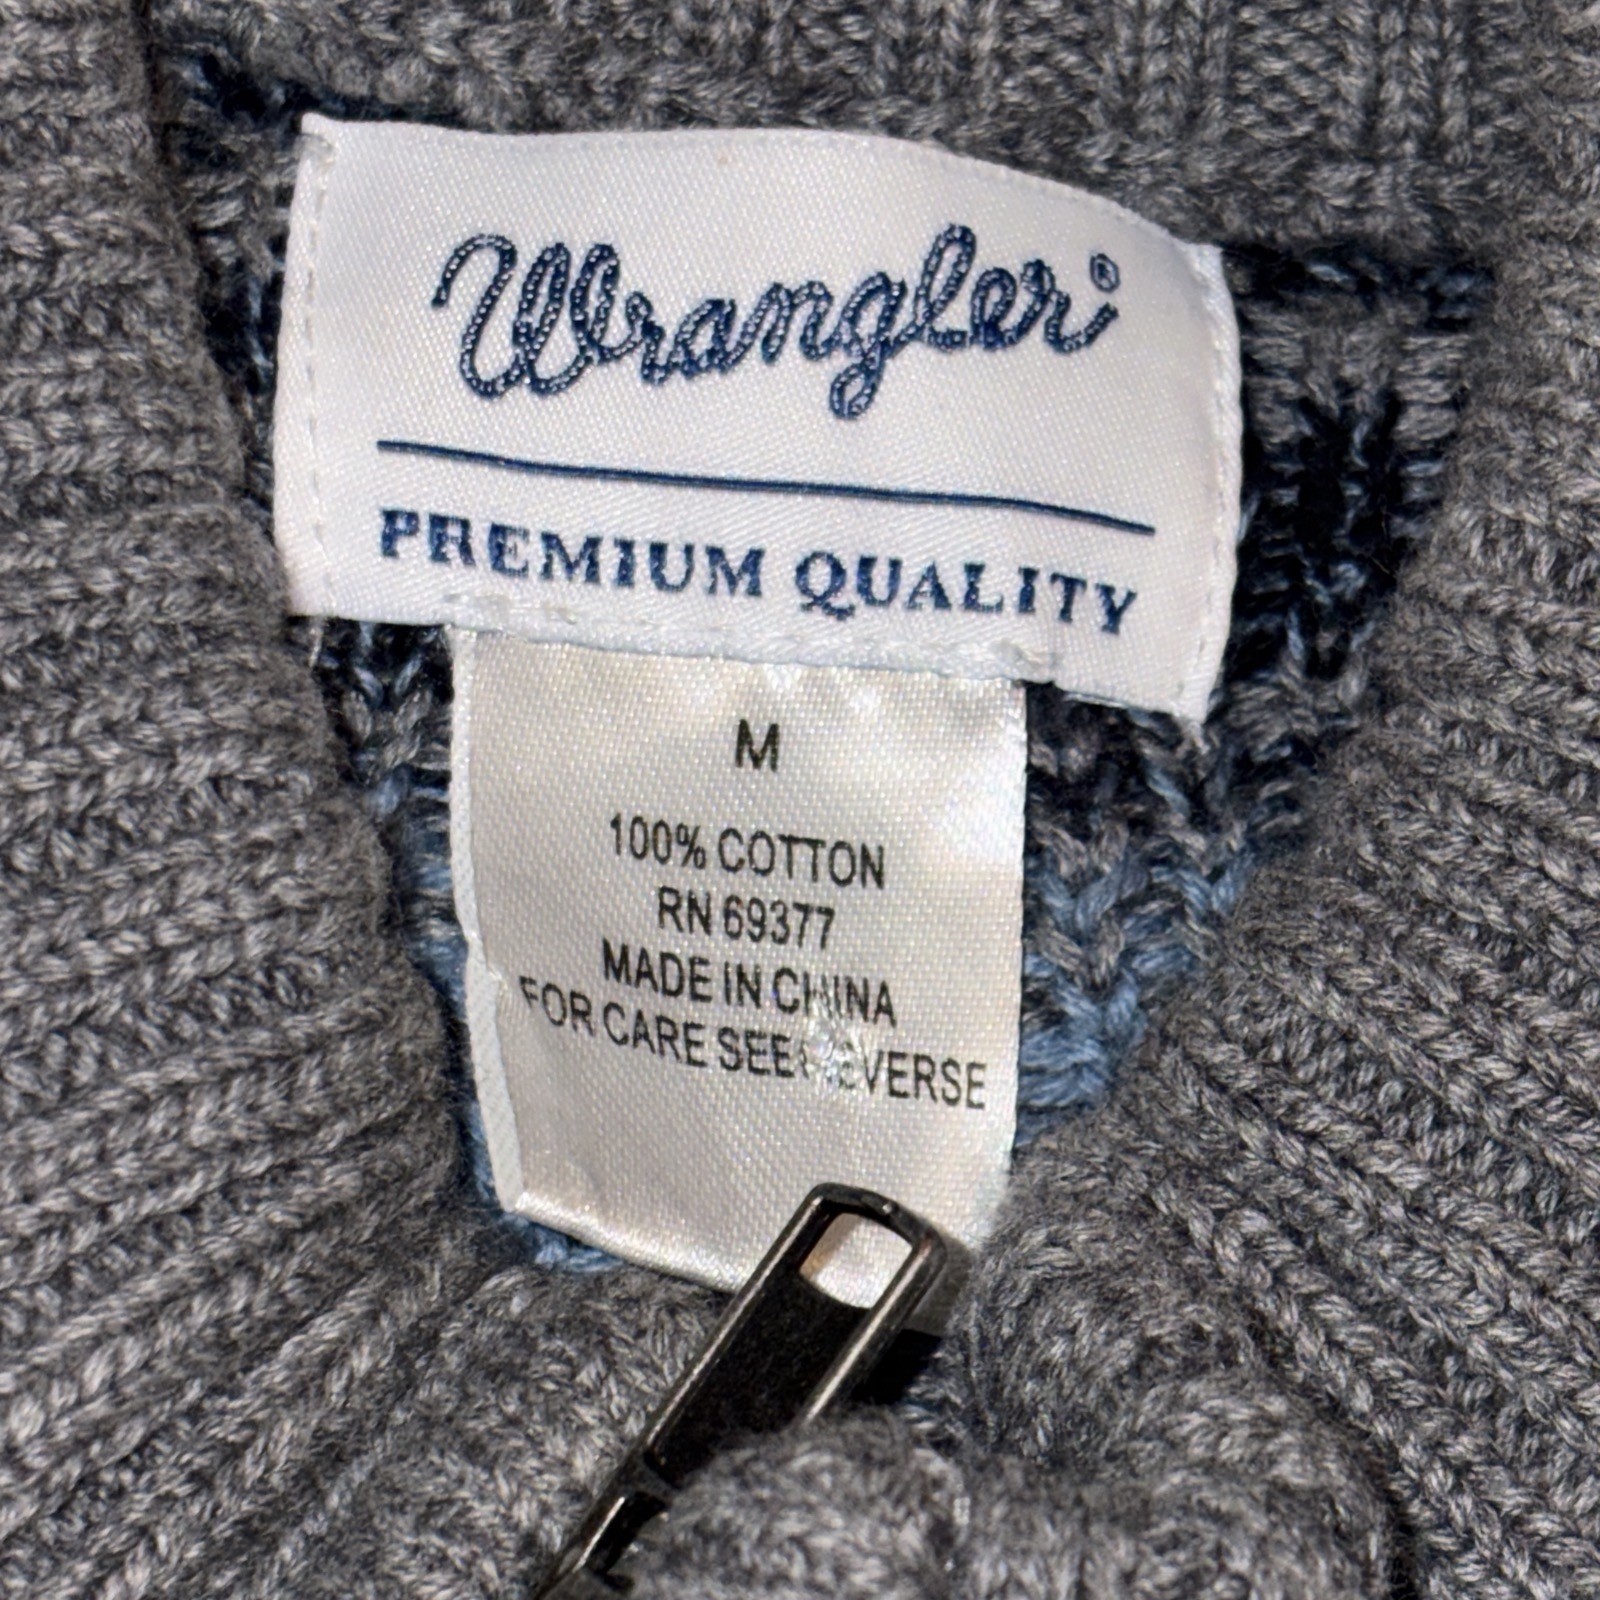 Wrangler®
PREMIUM QUALITY
M
100% COTTON
RN 69377
MADE IN CHINA
FOR CARE SEE REVERSE